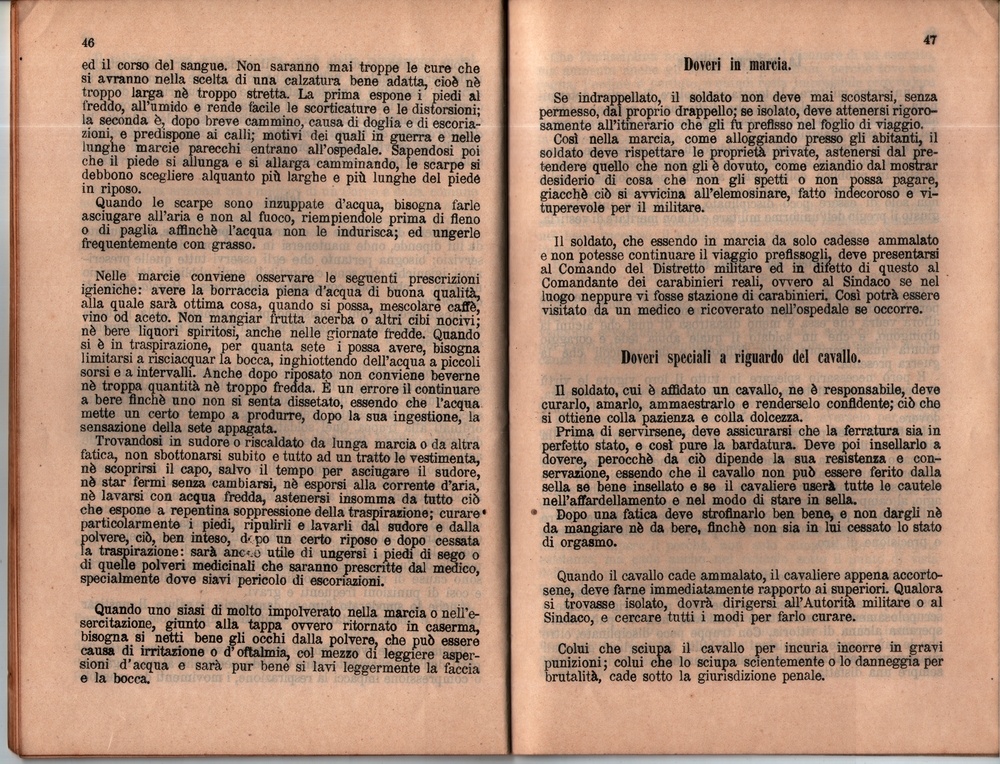 46
ed il corso del sangue. Non saranno mai troppe le cure che
si avranno nella scelta di una calzatura bene adatta, cioè nè
troppo larga nè troppo stretta. La prima espone i piedi al
freddo, all'umido e rende facile le scorticature e le distorsioni;
la seconda è, dopo breve cammino, causa di doglia e di escoria-
zioni, e predispone ai calli; motivi dei quali in guerra e nelle
lunghe marcie parecchi entrano all'ospedale. Sapendosi poi
che il piede si allunga e si allarga camminando, le scarpe si
debbono scegliere alquanto più larghe e più lunghe del piede
in riposo.
Quando le scarpe sono inzuppate d'acqua, bisogna farle
asciugare all'aria e non al fuoco, riempiendole prima di fieno
o di paglia affinchè l'acqua non le indurisca; ed ungerle
frequentemente con grasso.
Nelle marcie conviene osservare le seguenti prescrizioni
igieniche: avere la borraccia piena d'acqua di buona qualità,
alla quale sarà ottima cosa, quando si possa, mescolare caffè,
vino od aceto. Non mangiar frutta acerba o altri cibi nocivi;
nè bere liquori spiritosi, anche nelle giornate fredde. Quando
si è in traspirazione, per quanta sete i possa avere, bisogna
limitarsi a risciacquar la bocca, inghiottendo dell'acqua a piccoli
sorsi e a intervalli. Anche dopo riposato non conviene beverne
nè troppa quantità nè troppo fredda. È un errore il continuare
a bere finchè uno non si senta dissetato, essendo che l'acqua
mette un certo tempo a produrre, dopo la sua ingestione, la
sensazione della sete appagata.
Trovandosi in sudore o riscaldato da lunga marcia o da altra
fatica, non sbottonarsi subito e tutto ad un tratto le vestimenta,
nè scoprirsi il capo, salvo il tempo per asciugare il sudore,
nè star fermi senza cambiarsi, nè esporsi alla corrente d'aria,
nè lavarsi con acqua fredda, astenersi insomma da tutto ciò
che espone a repentina soppressione della traspirazione; curare
particolarmente i piedi, ripulirli e lavarli dal sudore e dalla
polvere, ciò, ben inteso, dopo un certo riposo e dopo cessata
la traspirazione: sarà anche utile di ungersi i piedi di sego o
di quelle polveri medicinali che saranno prescritte dal medico,
specialmente dove siavi pericolo di escoriazioni.
Quando uno siasi di molto impolverato nella marcia o nell'e-
sercitazione, giunto alla tappa ovvero ritornato in caserma,
bisogna si netti bene gli occhi dalla polvere, che può essere
causa di irritazione o d'oftalmia, col mezzo di leggiere asper-
sioni d'acqua e sarà pur bene si lavi leggermente la faccia
e la bocca.
47
Doveri in marcia.
Se indrappellato, il soldato non deve mai scostarsi, senza
permesso, dal proprio drappello; se isolato, deve attenersi rigoro-
samente all'itinerario che gli fu prefisso nel foglio di viaggio.
Così nella marcia, come alloggiando presso gli abitanti, il
soldato deve rispettare le proprietà private, astenersi dal pre-
tendere quello che non gli è dovuto, come eziandio dal mostrar
desiderio di cosa che non gli spetti o non possa pagare,
giacchè ciò si avvicina all'elemosinare, fatto indecoroso e vi-
tuperevole per il militare.
Il soldato, che essendo in marcia da solo cadesse ammalato
e non potesse continuare il viaggio prefissogli, deve presentarsi
al Comando del Distretto militare ed in difetto di questo al
Comandante dei carabinieri reali, ovvero al Sindaco se nel
luogo neppure vi fosse stazione di carabinieri. Così potrà essere
visitato da un medico e ricoverato nell'ospedale se occorre.
Doveri speciali a riguardo del cavallo.
Il soldato, cui è affidato un cavallo, ne è responsabile, deve
curarlo, amarlo, ammaestrarlo e renderselo confidente; ciò che
si ottiene colla pazienza e colla dolcezza.
Prima di servirsene, deve assicurarsi che la ferratura sia in
perfetto stato, e così pure la bardatura. Deve poi insellarlo a
dovere, perocchè da ciò dipende la sua resistenza e con-
servazione, essendo che il cavallo non può essere ferito dalla
sella se bene insellato e se il cavaliere userà tutte le cautele
nell'affardellamento e nel modo di stare in sella.
Dopo una fatica deve strofinarlo ben bene, e non dargli nè
da mangiare nè da bere, finchè non sia in lui cessato lo stato
di orgasmo.
Quando il cavallo cade ammalato, il cavaliere appena accorto-
sene, deve farne immediatamente rapporto ai superiori. Qualora
si trovasse isolato, dovrà dirigersi all'Autorità militare o al
Sindaco, e cercare tutti i modi per farlo curare.
Colui che sciupa il cavallo per incuria incorre in gravi
punizioni; colui che lo sciupa scientemente o lo danneggia per
brutalità, cade sotto la giurisdizione penale.